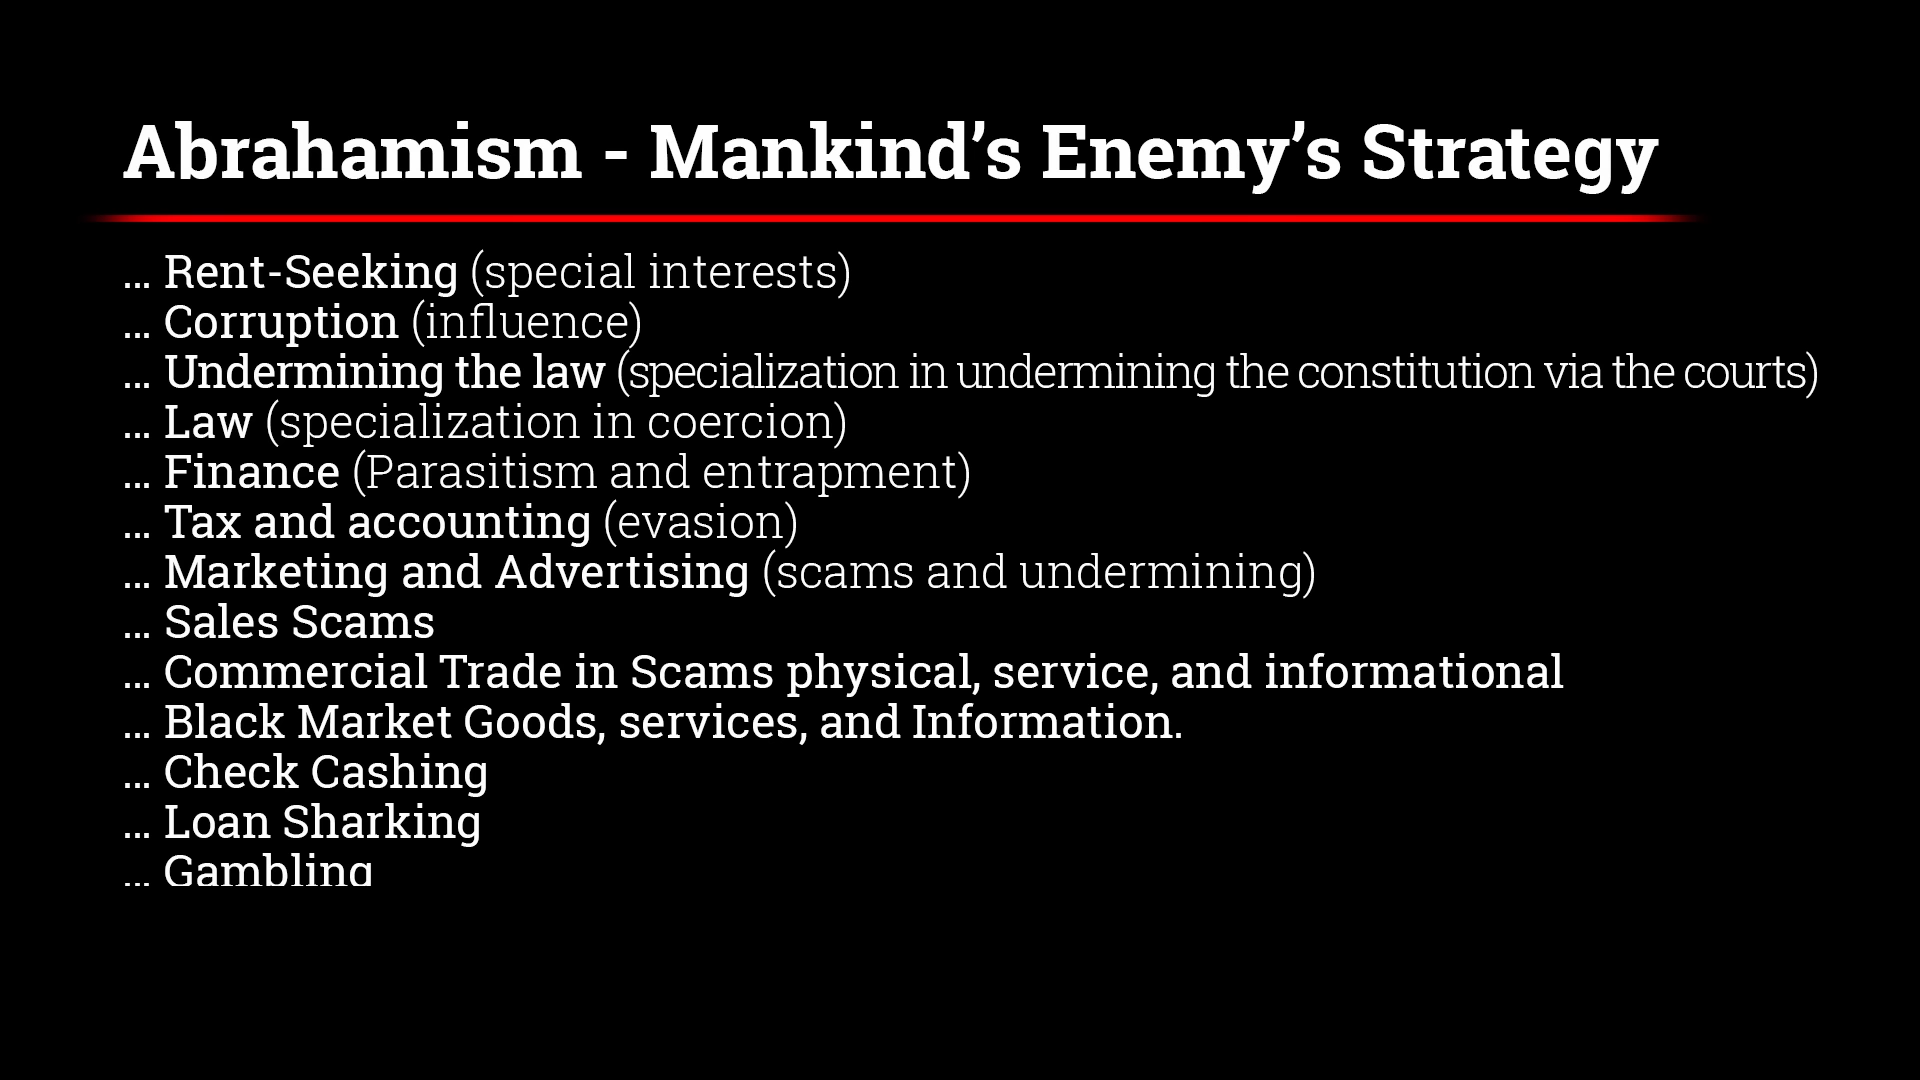 Abrahamism - Mankind’s Enemy’s Strategy
… Rent-Seeking (special interests)
… Corruption (influence)
… Undermining the law (specialization in undermining the constitution via the courts)
… Law (specialization in coercion)
… Finance (Parasitism and entrapment)
… Tax and accounting (evasion)
… Marketing and Advertising (scams and undermining)
… Sales Scams
… Commercial Trade in Scams physical, service, and informational
… Black Market Goods, services, and Information.
… Check Cashing
… Loan Sharking
… Gambling